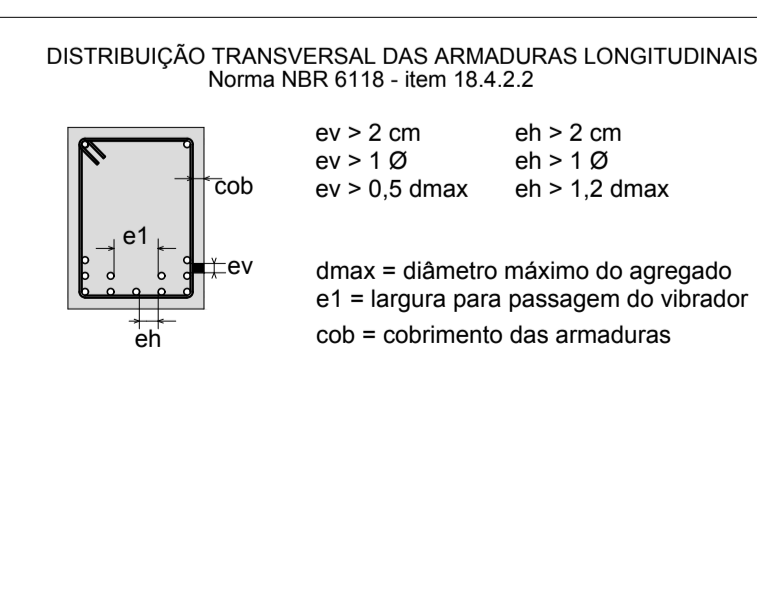 DISTRIBUIÇÃO TRANSVERSAL DAS ARMADURAS LONGITUDINAIS
Norma NBR 6118 - item 18.4.2.2
ev > 2 cm eh > 2 cm
ev > 1 Ø eh > 1 Ø
ev > 0,5 dmax eh > 1,2 dmax
cob
e1
ev
eh
dmax = diâmetro máximo do agregado
e1 = largura para passagem do vibrador
cob = cobrimento das armaduras